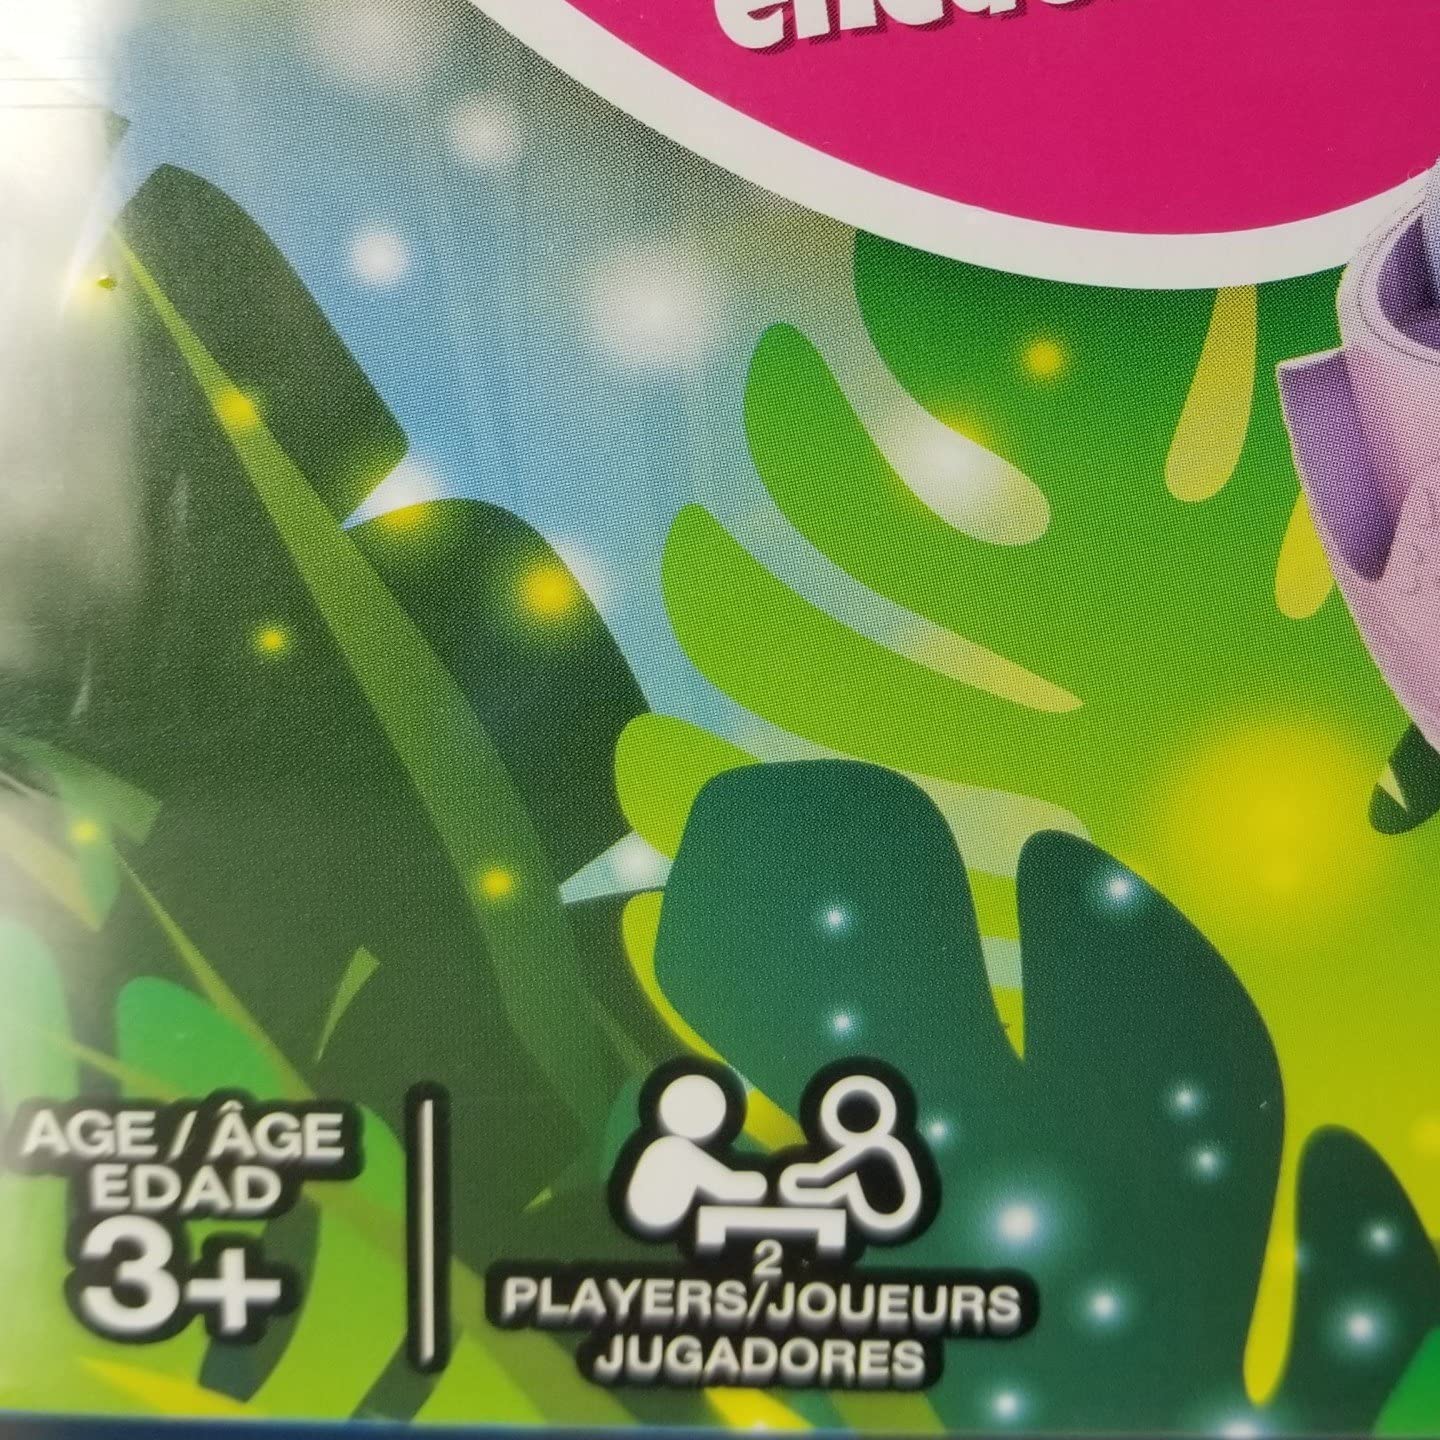 AGE / ÂGE
EDAD
3+
2
PLAYERS/JOUEURS
JUGADORES